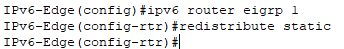 IPv6-Edge(config)#ipv6 router eigrp 1
IPv6-Edge(config-rtr)#redistribute static
IPv6-Edge(config-rtr)#